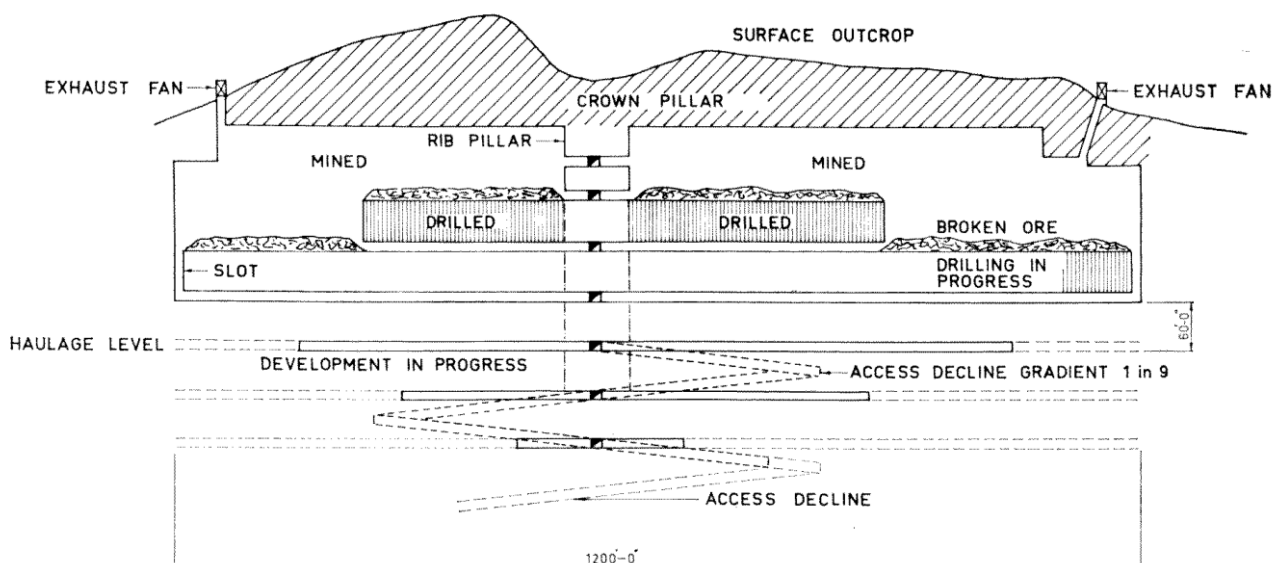 SURFACE OUTCROP
EXHAUST FAN
EXHAUST FAN
CROWN PILLAR
RIB PILLAR
MINED
MINED
DRILLED
DRILLED
BROKEN ORE
SLOT
DRILLING IN
PROGRESS
60'-0"
HAULAGE LEVEL
DEVELOPMENT IN PROGRESS
ACCESS DECLINE GRADIENT 1 in 9
ACCESS DECLINE
1200'-0"